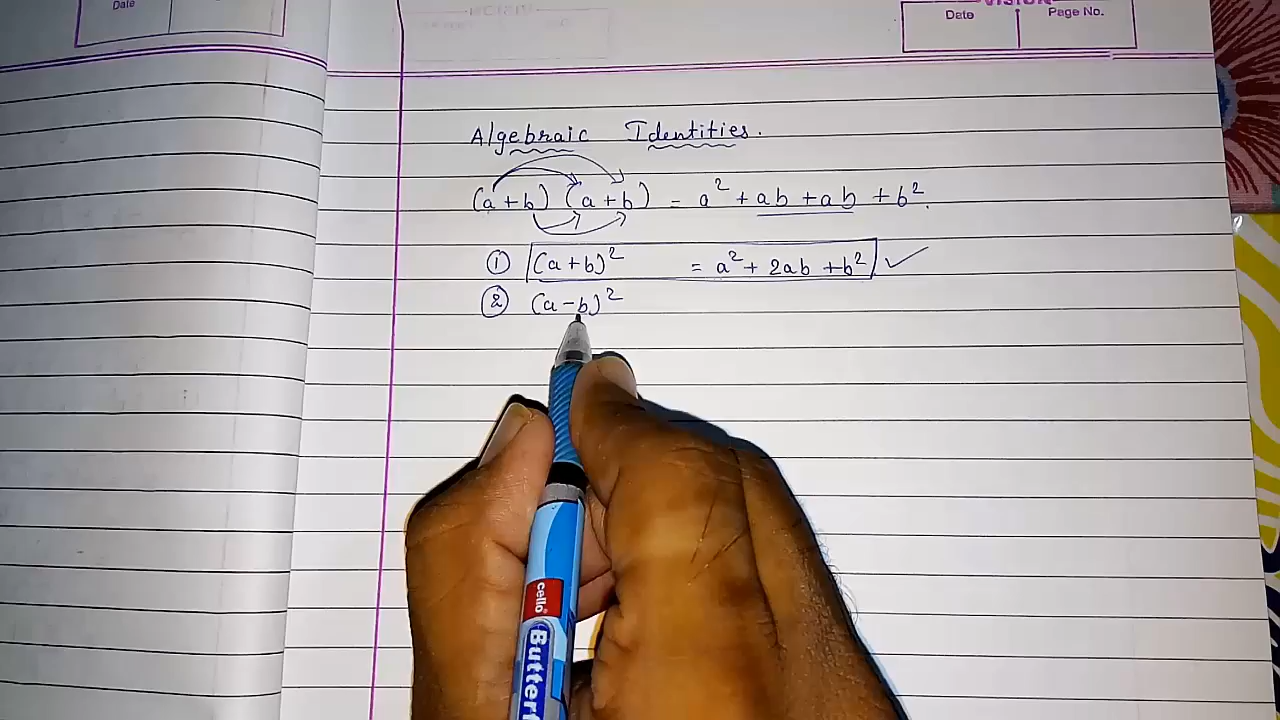 Date
VISION
Date Page No.
Algebraic Identities.
(a+b) (a+b) = a² + ab + ab + b².
① (a+b)² = a² + 2ab + b² ✓
② (a-b)²
cello
Butter